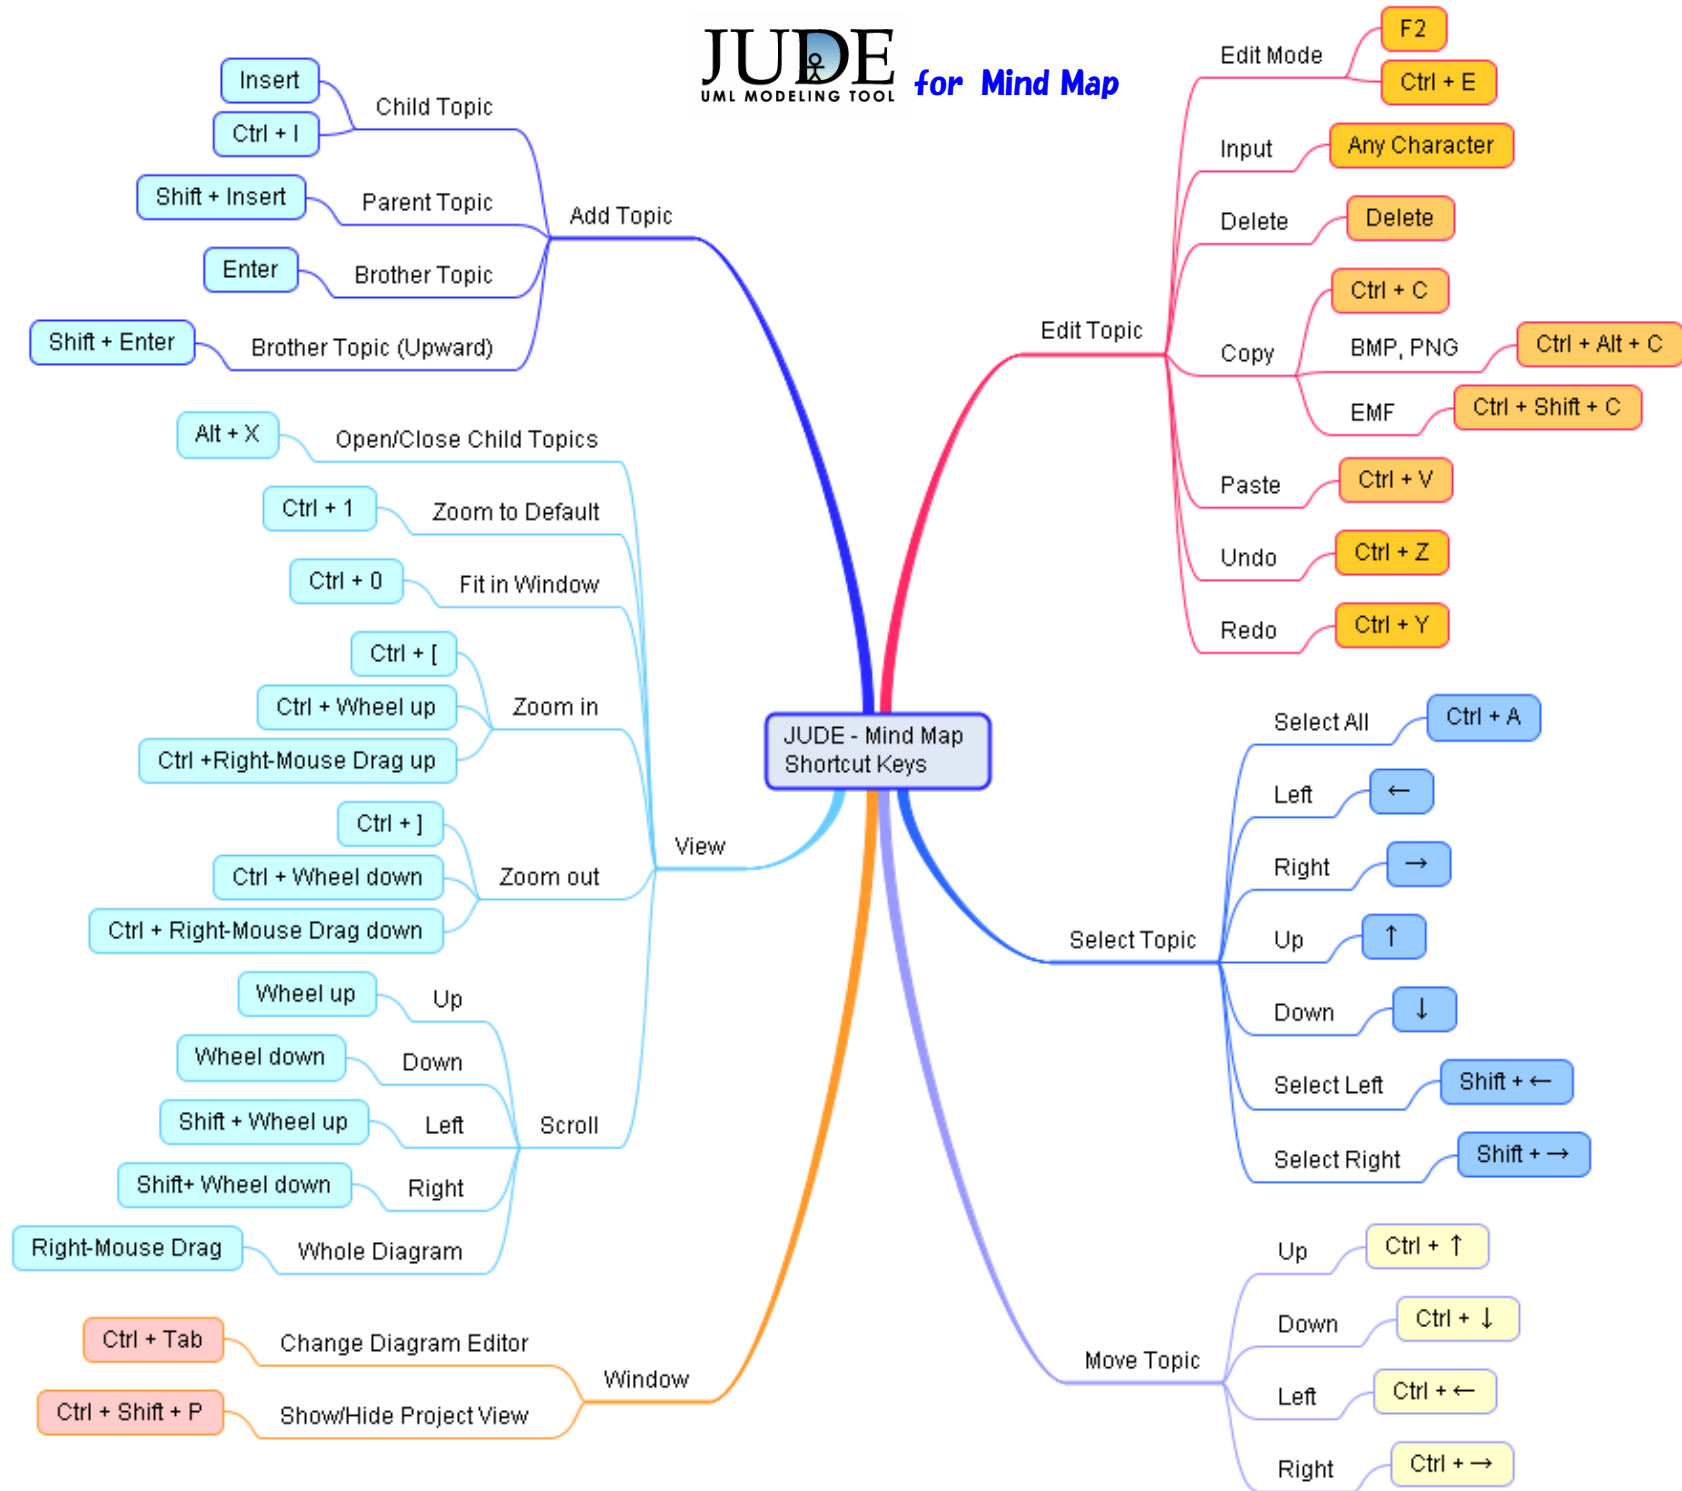 JUDE
UML MODELING TOOL
for Mind Map
JUDE - Mind Map
Shortcut Keys
Add Topic
Child Topic
Insert
Ctrl + I
Parent Topic
Shift + Insert
Brother Topic
Enter
Brother Topic (Upward)
Shift + Enter
View
Open/Close Child Topics
Alt + X
Zoom to Default
Ctrl + 1
Fit in Window
Ctrl + 0
Zoom in
Ctrl + [
Ctrl + Wheel up
Ctrl +Right-Mouse Drag up
Zoom out
Ctrl + ]
Ctrl + Wheel down
Ctrl + Right-Mouse Drag down
Scroll
Up
Wheel up
Down
Wheel down
Left
Shift + Wheel up
Right
Shift+ Wheel down
Whole Diagram
Right-Mouse Drag
Window
Change Diagram Editor
Ctrl + Tab
Show/Hide Project View
Ctrl + Shift + P
Edit Topic
Edit Mode
F2
Ctrl + E
Input
Any Character
Delete
Delete
Copy
Ctrl + C
BMP, PNG
Ctrl + Alt + C
EMF
Ctrl + Shift + C
Paste
Ctrl + V
Undo
Ctrl + Z
Redo
Ctrl + Y
Select Topic
Select All
Ctrl + A
Left
←
Right
→
Up
↑
Down
↓
Select Left
Shift + ←
Select Right
Shift + →
Move Topic
Up
Ctrl + ↑
Down
Ctrl + ↓
Left
Ctrl + ←
Right
Ctrl + →